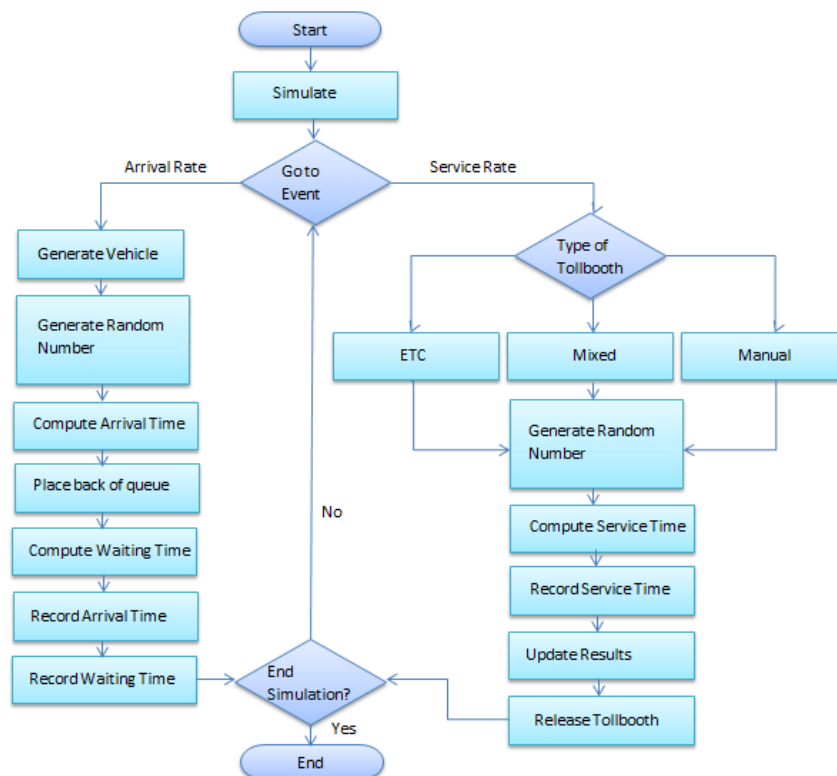 Start
Simulate
Arrival Rate
Go to
Event
Service Rate
Generate Vehicle
Generate Random
Number
Compute Arrival Time
Place back of queue
Compute Waiting Time
Record Arrival Time
Record Waiting Time
Type of
Tollbooth
ETC
Mixed
Manual
Generate Random
Number
Compute Service Time
Record Service Time
Update Results
Release Tollbooth
No
End
Simulation?
Yes
End